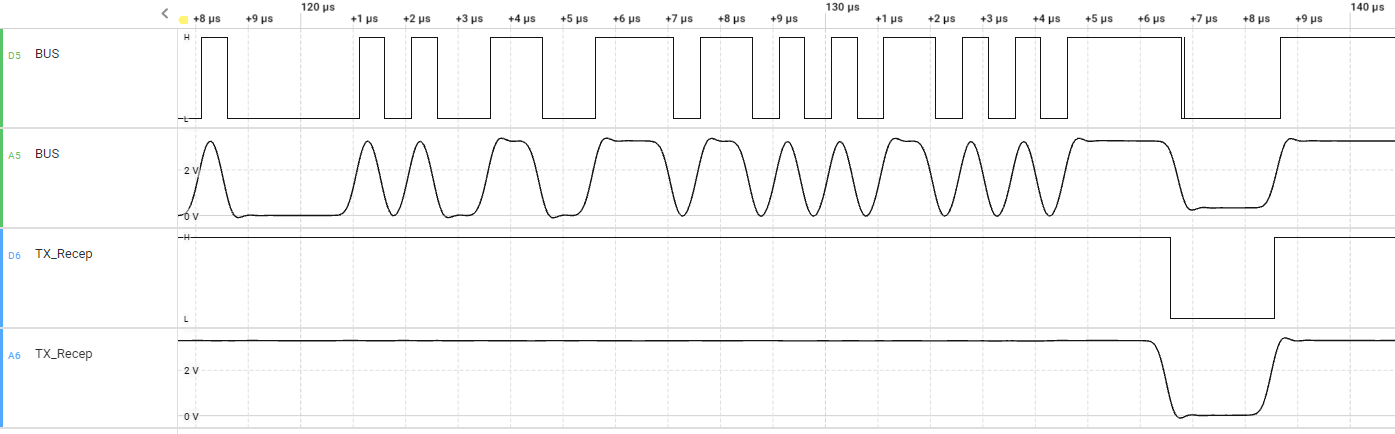 120 µs 130 µs 140 µs
+8 µs +9 µs +1 µs +2 µs +3 µs +4 µs +5 µs +6 µs +7 µs +8 µs +9 µs +1 µs +2 µs +3 µs +4 µs +5 µs +6 µs +7 µs +8 µs +9 µs
H
D5 BUS
L
A5 BUS
2 V
0 V
H
D6 TX_Recep
L
A6 TX_Recep
2 V
0 V